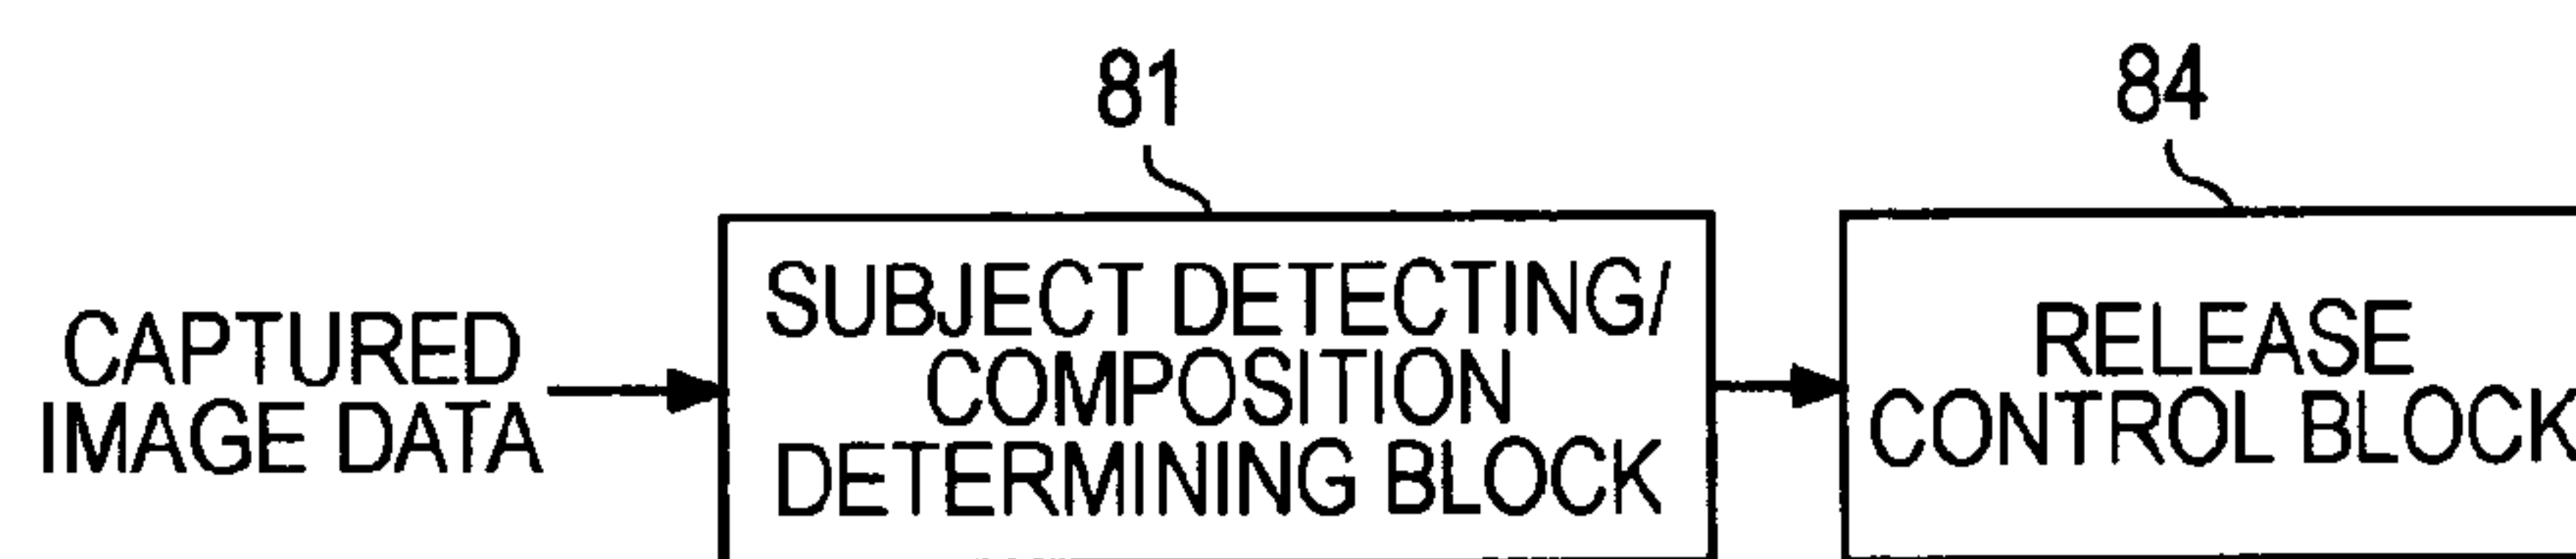 81
84
CAPTURED
IMAGE DATA
SUBJECT DETECTING/
COMPOSITION
DETERMINING BLOCK
RELEASE
CONTROL BLOCK